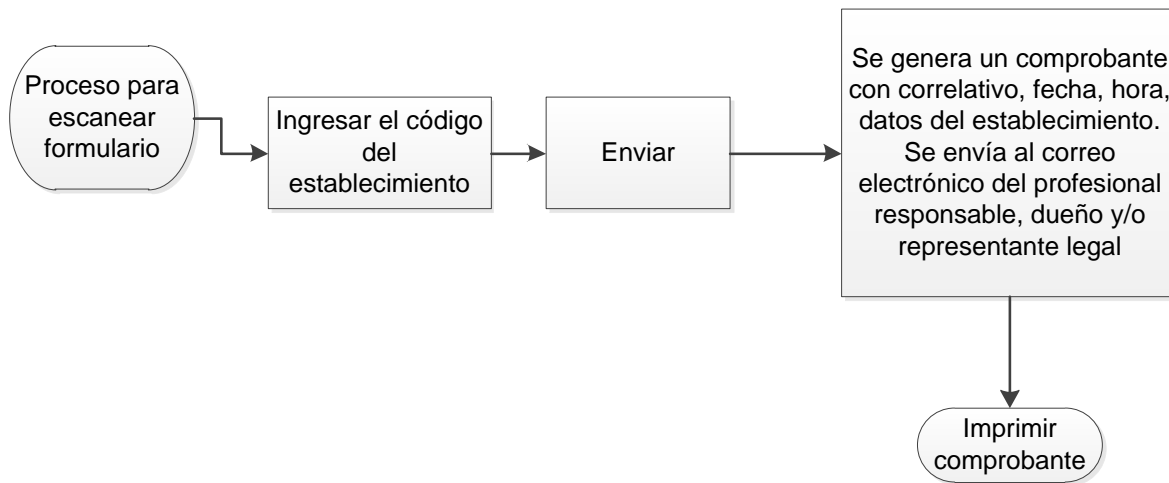 Proceso para
escanear
formulario
Ingresar el código
del
establecimiento
Enviar
Se genera un comprobante
con correlativo, fecha, hora,
datos del establecimiento.
Se envía al correo
electrónico del profesional
responsable, dueño y/o
representante legal
Imprimir
comprobante